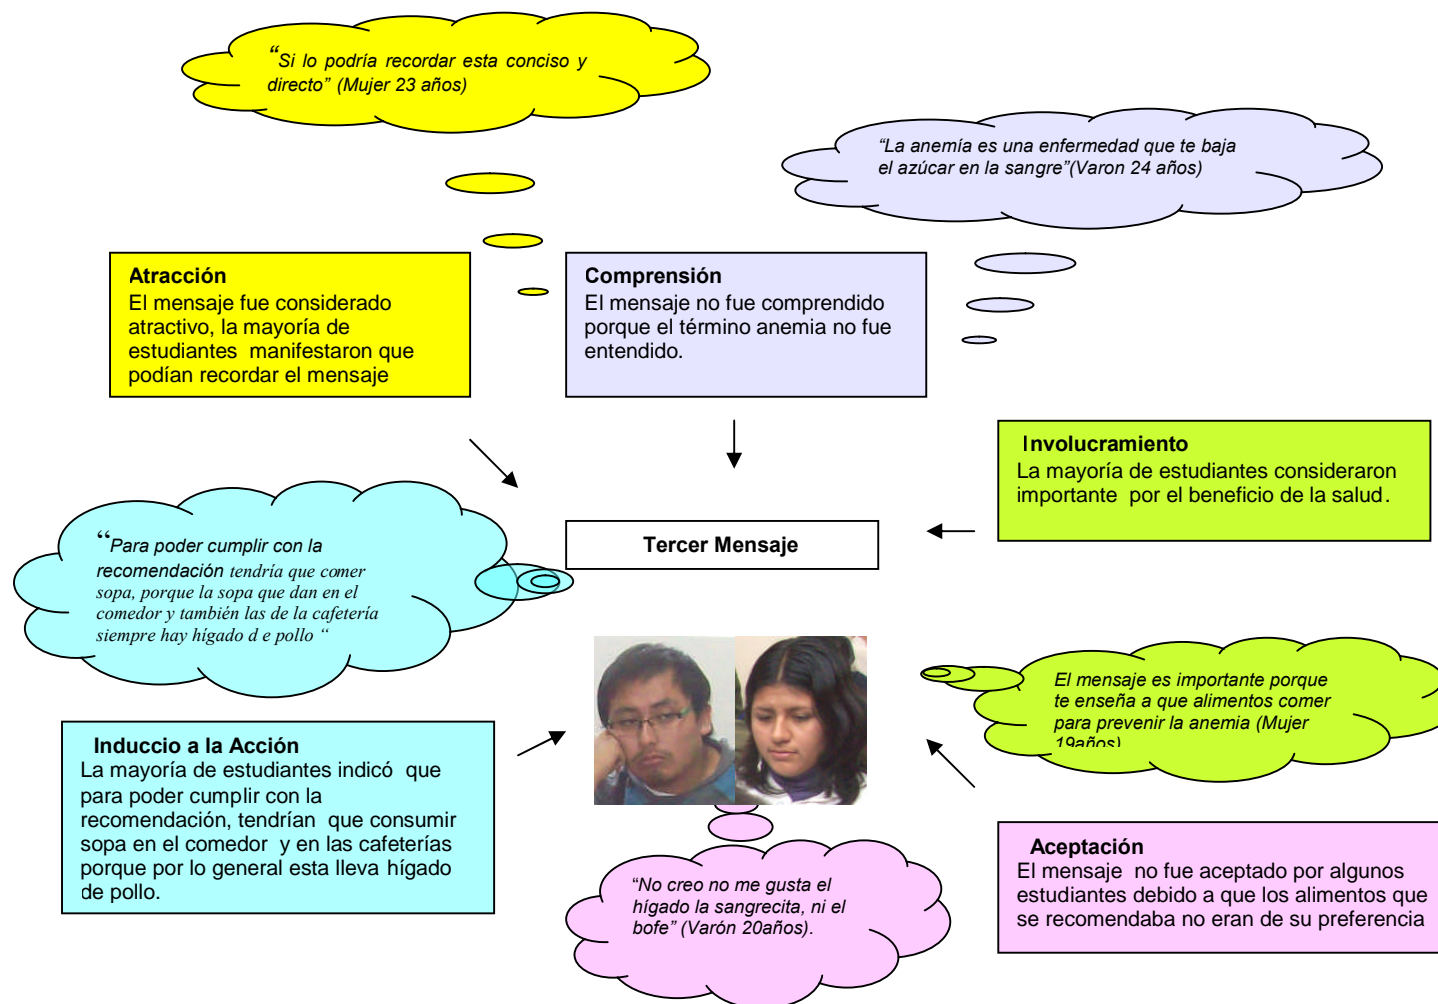 “Si lo podría recordar esta conciso y
directo” (Mujer 23 años)
“La anemía es una enfermedad que te baja
el azúcar en la sangre”(Varon 24 años)
Atracción
El mensaje fue considerado
atractivo, la mayoría de
estudiantes manifestaron que
podían recordar el mensaje
Comprensión
El mensaje no fue comprendido
porque el término anemia no fue
entendido.
Involucramiento
La mayoría de estudiantes consideraron
importante por el beneficio de la salud.
“Para poder cumplir con la
recomendación tendría que comer
sopa, porque la sopa que dan en el
comedor y también las de la cafetería
siempre hay hígado d e pollo “
Tercer Mensaje
El mensaje es importante porque
te enseña a que alimentos comer
para prevenir la anemia (Mujer
19años)
Induccio a la Acción
La mayoría de estudiantes indicó que
para poder cumplir con la
recomendación, tendrían que consumir
sopa en el comedor y en las cafeterías
porque por lo general esta lleva hígado
de pollo.
“No creo no me gusta el
hígado la sangrecita, ni el
bofe” (Varón 20años).
Aceptación
El mensaje no fue aceptado por algunos
estudiantes debido a que los alimentos que
se recomendaba no eran de su preferencia